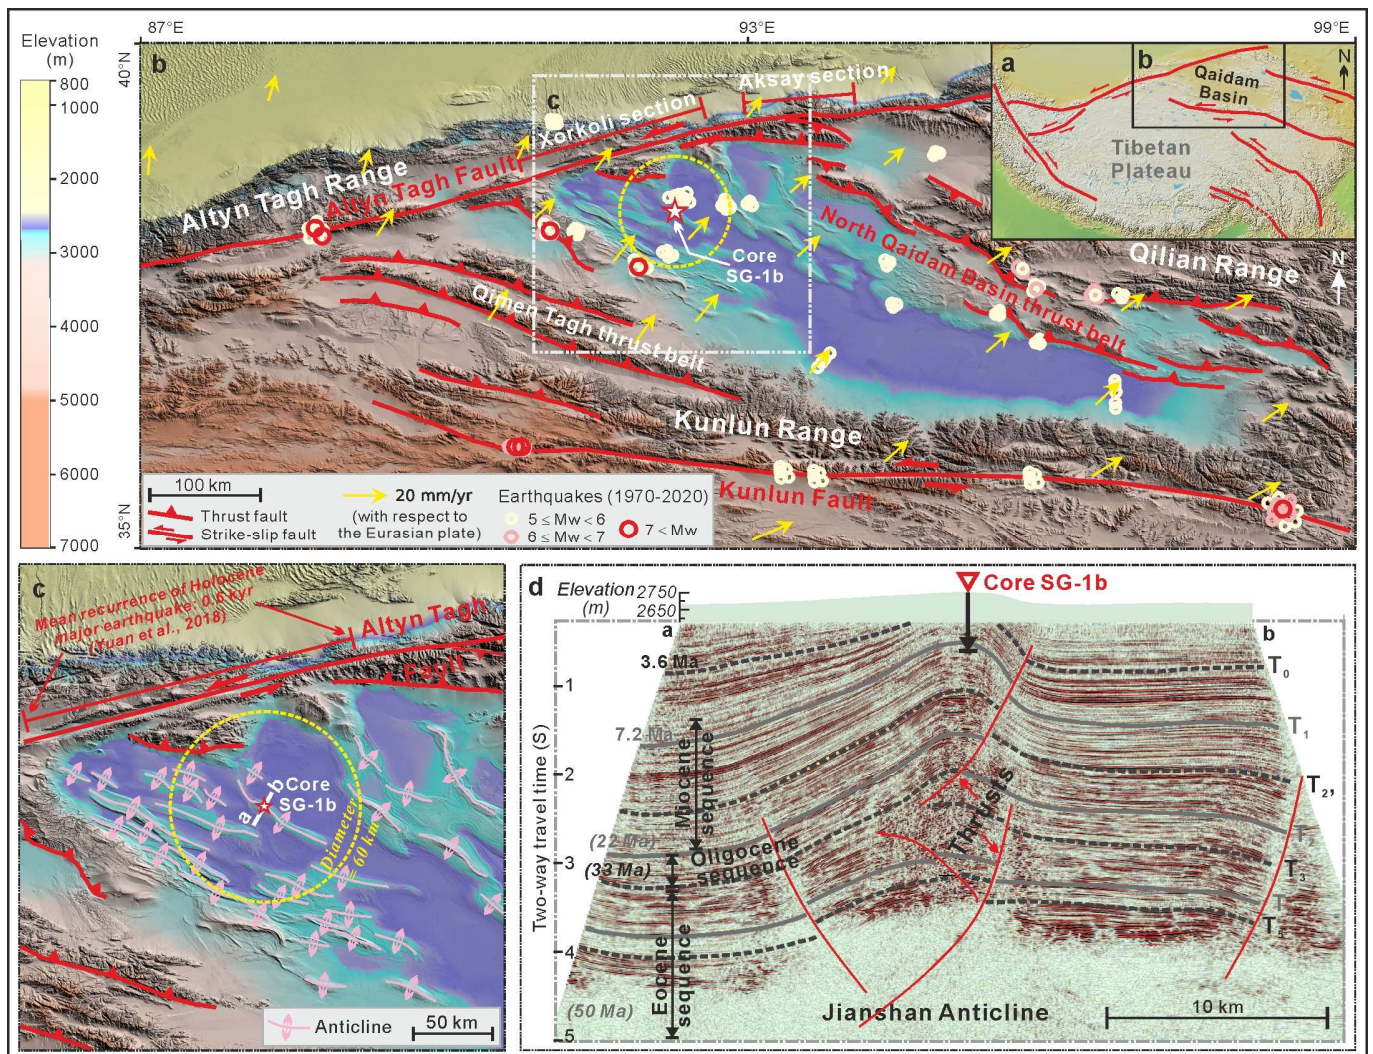 87°E
93°E
99°E
Elevation
(m)
800
1000
2000
3000
4000
5000
6000
7000
40°N
35°N
b
Altyn Tagh Range
Altyn Tagh Fault
Xorkoli section
Aksay section
c
Core
SG-1b
North Qaidam Basin thrust belt
Qilian Range
N
Qimen Tagh thrust belt
Kunlun Range
Kunlun Fault
a
b
Qaidam
Basin
Tibetan
Plateau
N
100 km
Thrust fault
Strike-slip fault
20 mm/yr
(with respect to
the Eurasian plate)
Earthquakes (1970-2020)
5 ≤ Mw < 6
6 ≤ Mw < 7
7 < Mw
c
Mean recurrence of Holocene
major earthquake: 0.6 kyr
(Yuan et al., 2018)
Altyn Tagh
Fault
b
Core
SG-1b
a
Diameter
= 60 km
Anticline
50 km
d
Elevation
(m)
2750
2650
Core SG-1b
a
b
3.6 Ma
7.2 Ma
(22 Ma)
(33 Ma)
(50 Ma)
Two-way travel time (S)
1
2
3
4
5
Miocene
sequence
Oligocene
sequence
Eopene
sequence
Thrusts
T0
T1
T2'
T2
T3
T
Jianshan Anticline
10 km